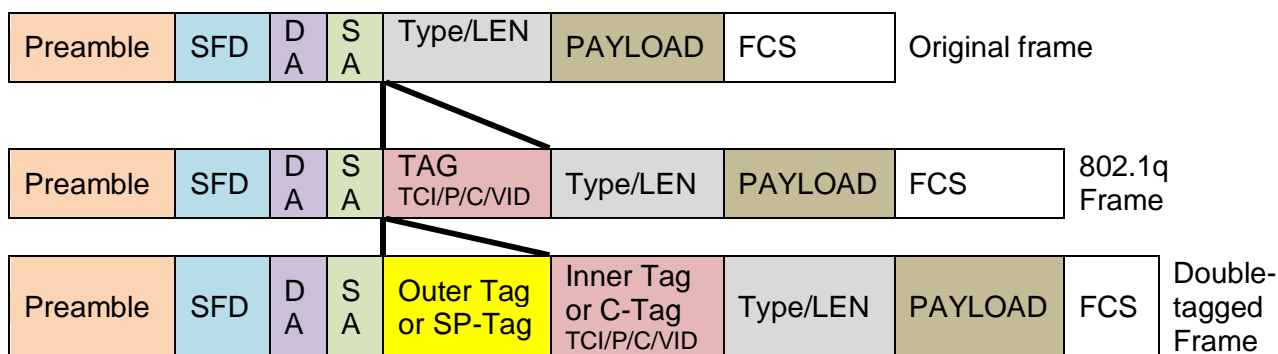 Preamble SFD D A S A Type/LEN PAYLOAD FCS Original frame
Preamble SFD D A S A TAG TCI/P/C/VID Type/LEN PAYLOAD FCS 802.1q Frame
Preamble SFD D A S A Outer Tag or SP-Tag Inner Tag or C-Tag TCI/P/C/VID Type/LEN PAYLOAD FCS Double-tagged Frame